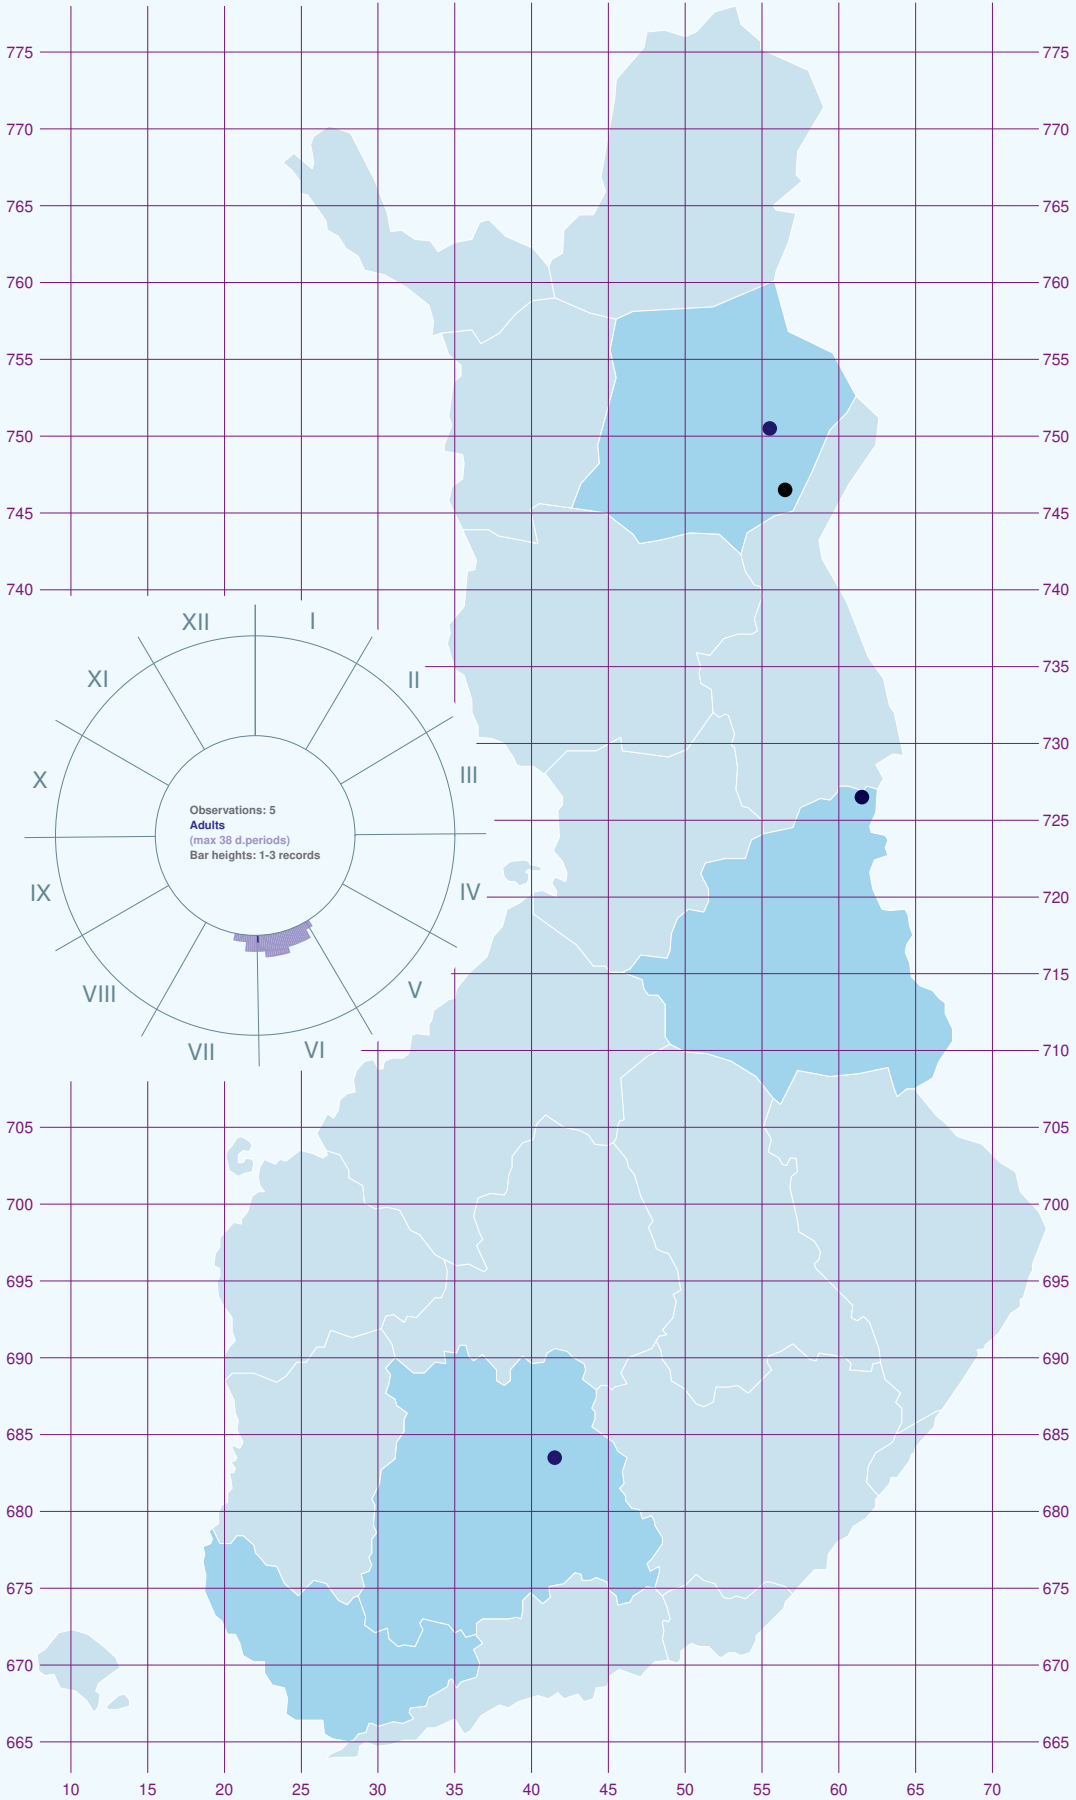 775 775
770 770
765 765
760 760
755 755
750 750
745 745
740 740
XII I
735
XI II
730
X III
Observations: 5
Adults
(max 38 d.periods)
Bar heights: 1-3 records
725
IX IV
720
VIII V
715
VII VI
710
705 705
700 700
695 695
690 690
685 685
680 680
675 675
670 670
665 665
10 15 20 25 30 35 40 45 50 55 60 65 70